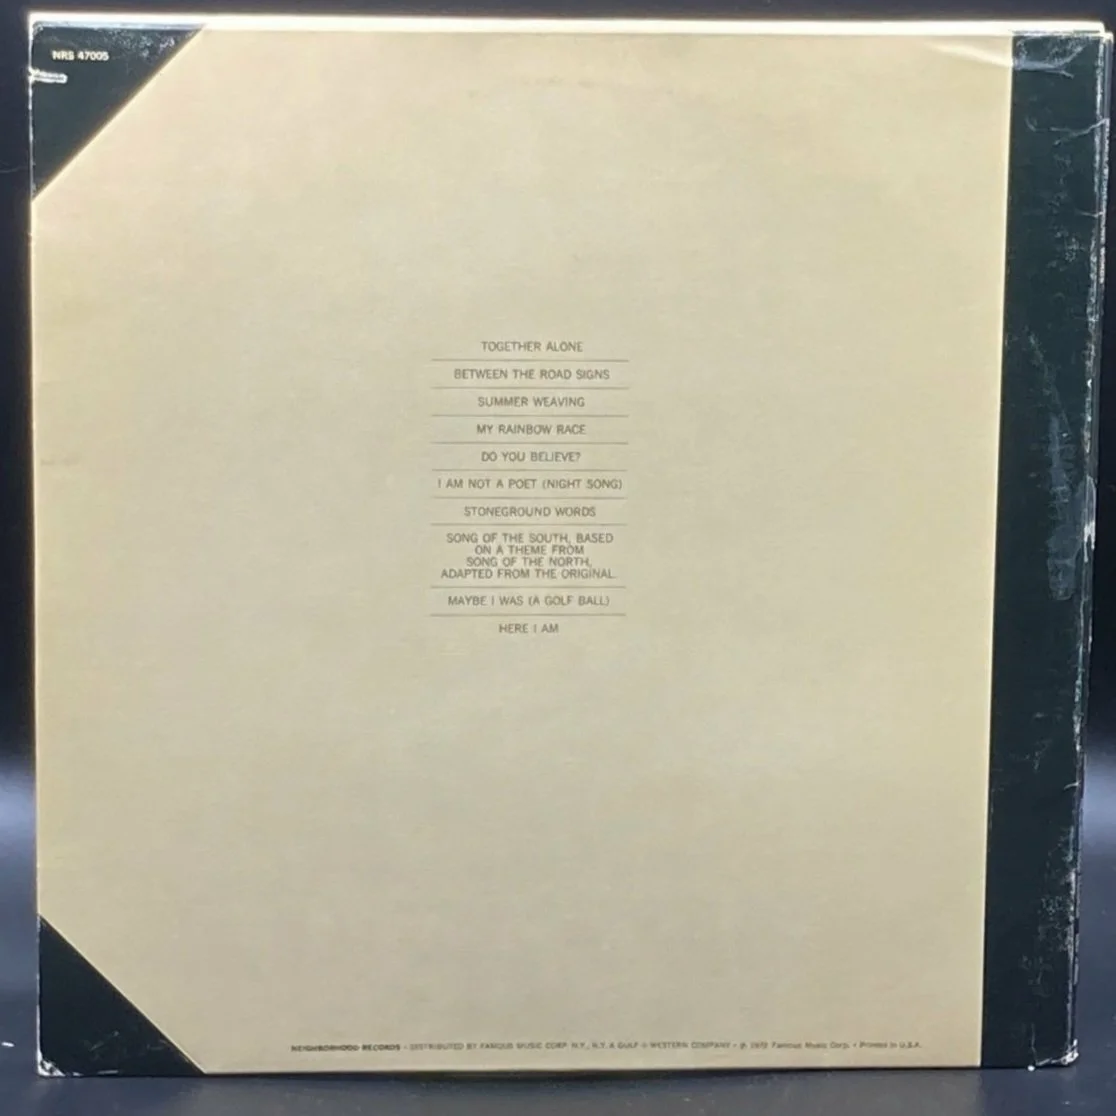 NRS 47005
TOGETHER ALONE
BETWEEN THE ROAD SIGNS
SUMMER WEAVING
MY RAINBOW RACE
DO YOU BELIEVE?
I AM NOT A POET (NIGHT SONG)
STONEGROUND WORDS
SONG OF THE SOUTH, BASED
ON A THEME FROM
SONG OF THE NORTH,
ADAPTED FROM THE ORIGINAL.
MAYBE I WAS (A GOLF BALL)
HERE I AM
NEIGHBORHOOD RECORDS - DISTRIBUTED BY FAMOUS MUSIC CORP. N.Y., N.Y. A GULF + WESTERN COMPANY • ℗ 1972 Famous Music Corp. • Printed in U.S.A.